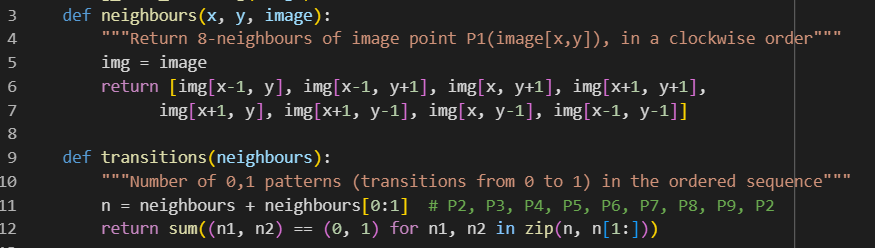 3 def neighbours(x, y, image):
4 """Return 8-neighbours of image point P1(image[x,y]), in a clockwise order"""
5 img = image
6 return [img[x-1, y], img[x-1, y+1], img[x, y+1], img[x+1, y+1],
7 img[x+1, y], img[x+1, y-1], img[x, y-1], img[x-1, y-1]]
8
9 def transitions(neighbours):
10 """Number of 0,1 patterns (transitions from 0 to 1) in the ordered sequence"""
11 n = neighbours + neighbours[0:1] # P2, P3, P4, P5, P6, P7, P8, P9, P2
12 return sum((n1, n2) == (0, 1) for n1, n2 in zip(n, n[1:]))